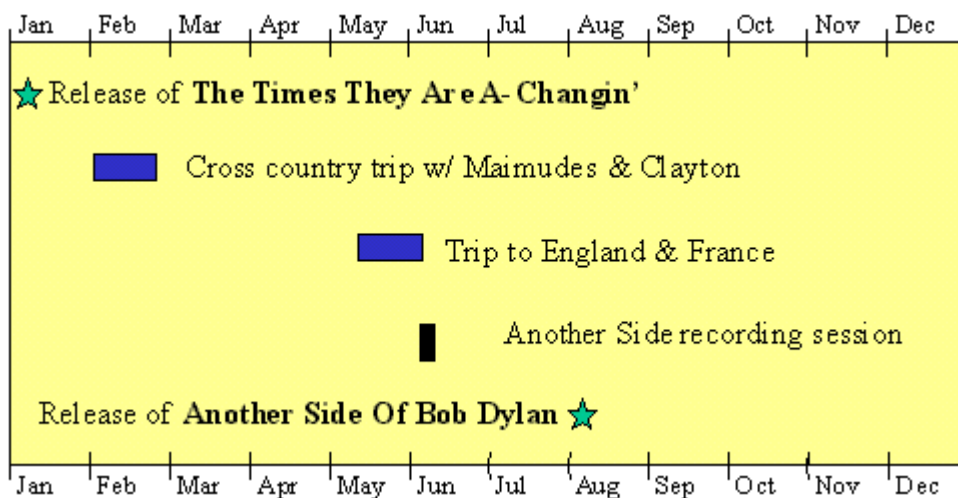 Jan Feb Mar Apr May Jun Jul Aug Sep Oct Nov Dec
Release of The Times They Are A- Changin’
Cross country trip w/ Maimudes & Clayton
Trip to England & France
Another Side recording session
Release of Another Side Of Bob Dylan
Jan Feb Mar Apr May Jun Jul Aug Sep Oct Nov Dec